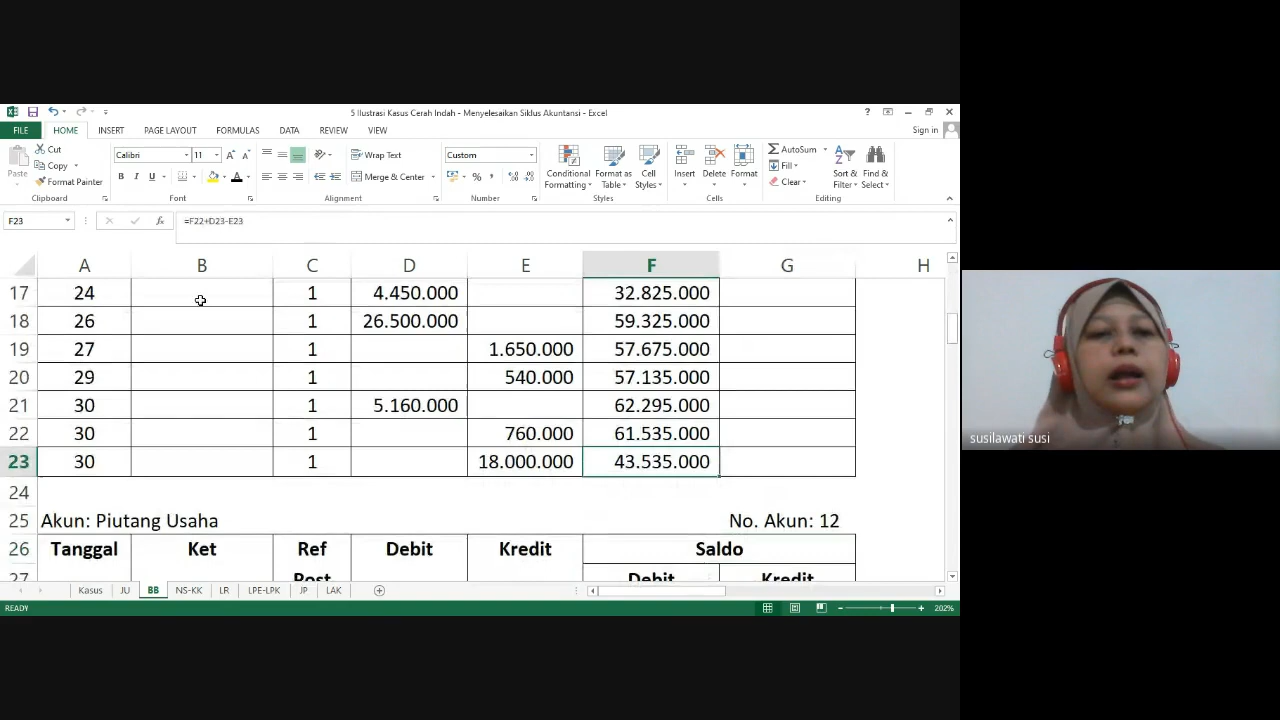 5 Ilustrasi Kasus Cerah Indah - Menyelesaikan Siklus Akuntansi - Excel
FILE HOME INSERT PAGE LAYOUT FORMULAS DATA REVIEW VIEW Sign in
Paste Cut Copy Format Painter Clipboard
Calibri 11 B I U A Font
Wrap Text Merge & Center Alignment
Custom % Number
Conditional Formatting Format as Table Cell Styles Styles
Insert Delete Format Cells
AutoSum Fill Clear Sort & Filter Find & Select Editing
F23 fx =F22+D23-E23
A B C D E F G H
17 24 1 4.450.000 32.825.000
18 26 1 26.500.000 59.325.000
19 27 1 1.650.000 57.675.000
20 29 1 540.000 57.135.000
21 30 1 5.160.000 62.295.000
22 30 1 760.000 61.535.000
23 30 1 18.000.000 43.535.000
24
25 Akun: Piutang Usaha No. Akun: 12
26 Tanggal Ket Ref Debit Kredit Saldo
27 Post Debit Kredit
Kasus JU BB NS-KK LR LPE-LPK JP LAK
READY 202%
susilawati susi